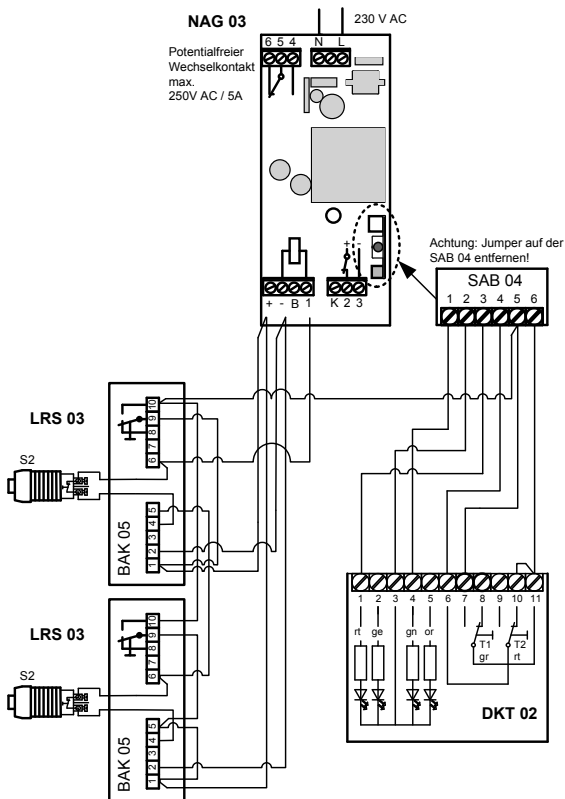 NAG 03
230 V AC
6 5 4
N L
Potentialfreier
Wechselkontakt
max.
250V AC / 5A
+ -
+ - B 1
K 2 3
Achtung: Jumper auf der
SAB 04 entfernen!
SAB 04
1 2 3 4 5 6
LRS 03
S2
10
9
8
7
6
5
4
3
2
1
BAK 05
LRS 03
S2
10
9
8
7
6
5
4
3
2
1
BAK 05
1 2 3 4 5 6 7 8 9 10 11
rt ge gn or
T1 T2
gr rt
DKT 02